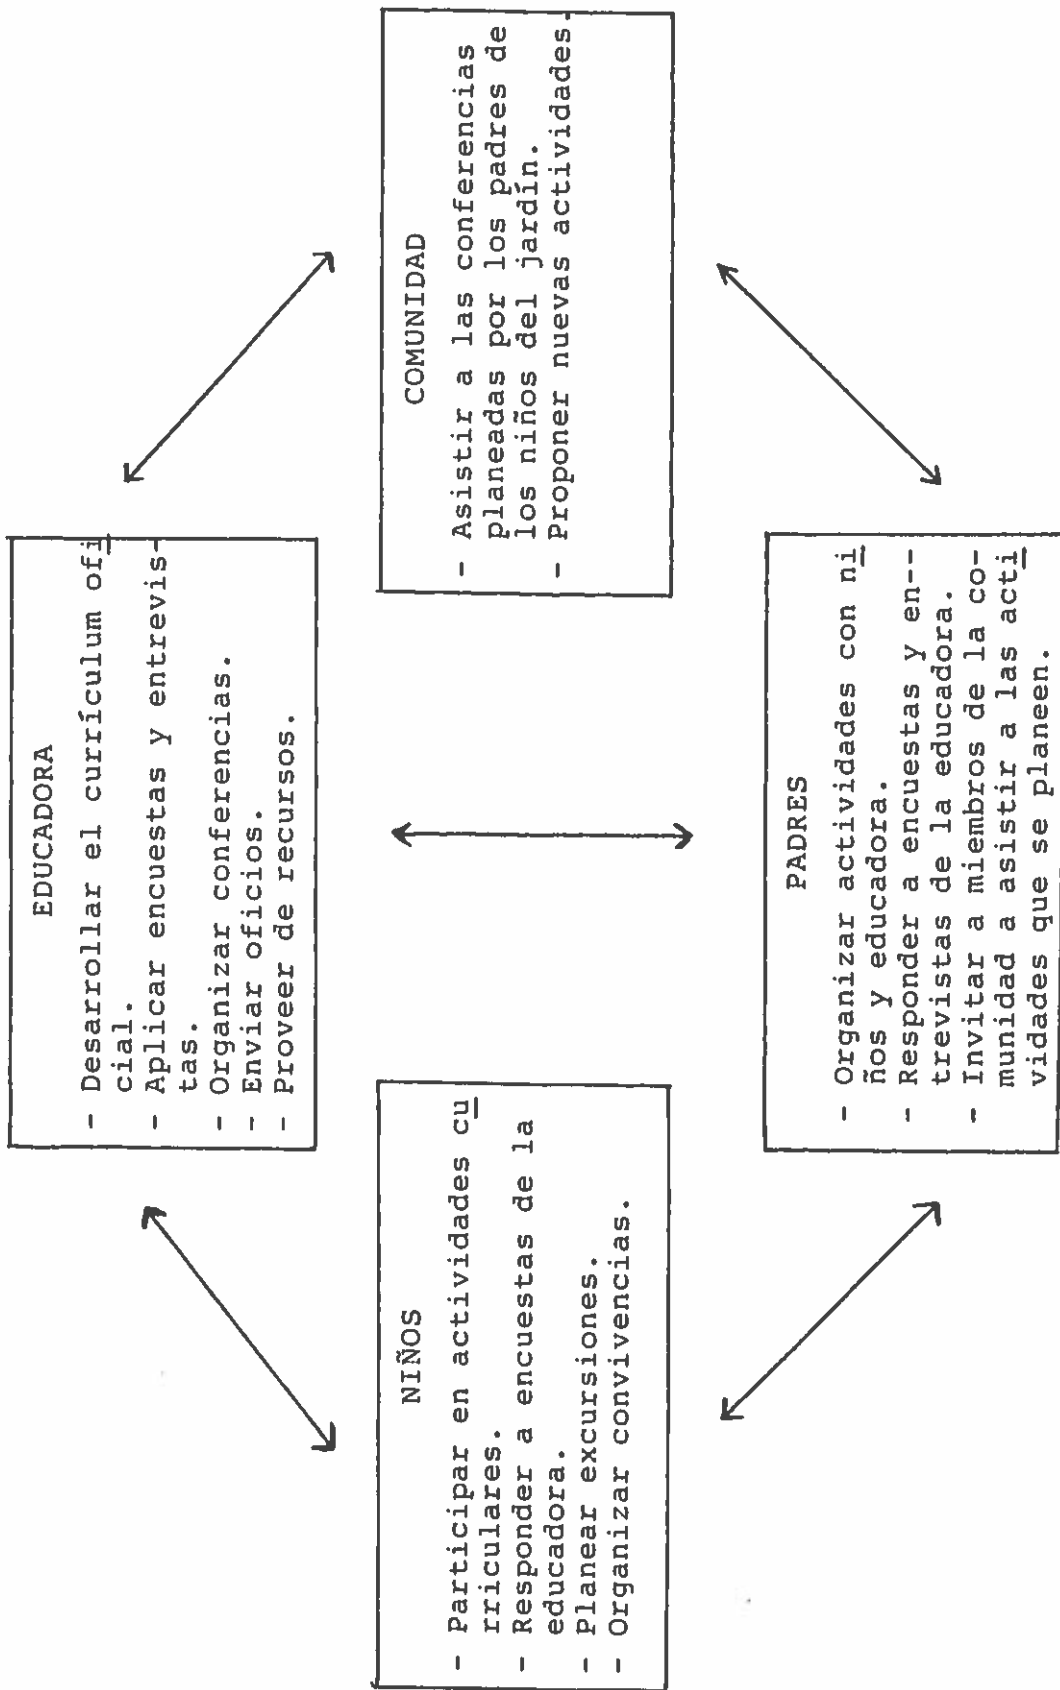 EDUCADORA
- Desarrollar el currículum ofi
cial.
- Aplicar encuestas y entrevis-
tas.
- Organizar conferencias.
- Enviar oficios.
- Proveer de recursos.
NIÑOS
- Participar en actividades cu
rriculares.
- Responder a encuestas de la
educadora.
- Planear excursiones.
- Organizar convivencias.
COMUNIDAD
- Asistir a las conferencias
planeadas por los padres de
los niños del jardín.
- Proponer nuevas actividades.
PADRES
- Organizar actividades con ni
ños y educadora.
- Responder a encuestas y en--
trevistas de la educadora.
- Invitar a miembros de la co-
munidad a asistir a las acti
vidades que se planeen.